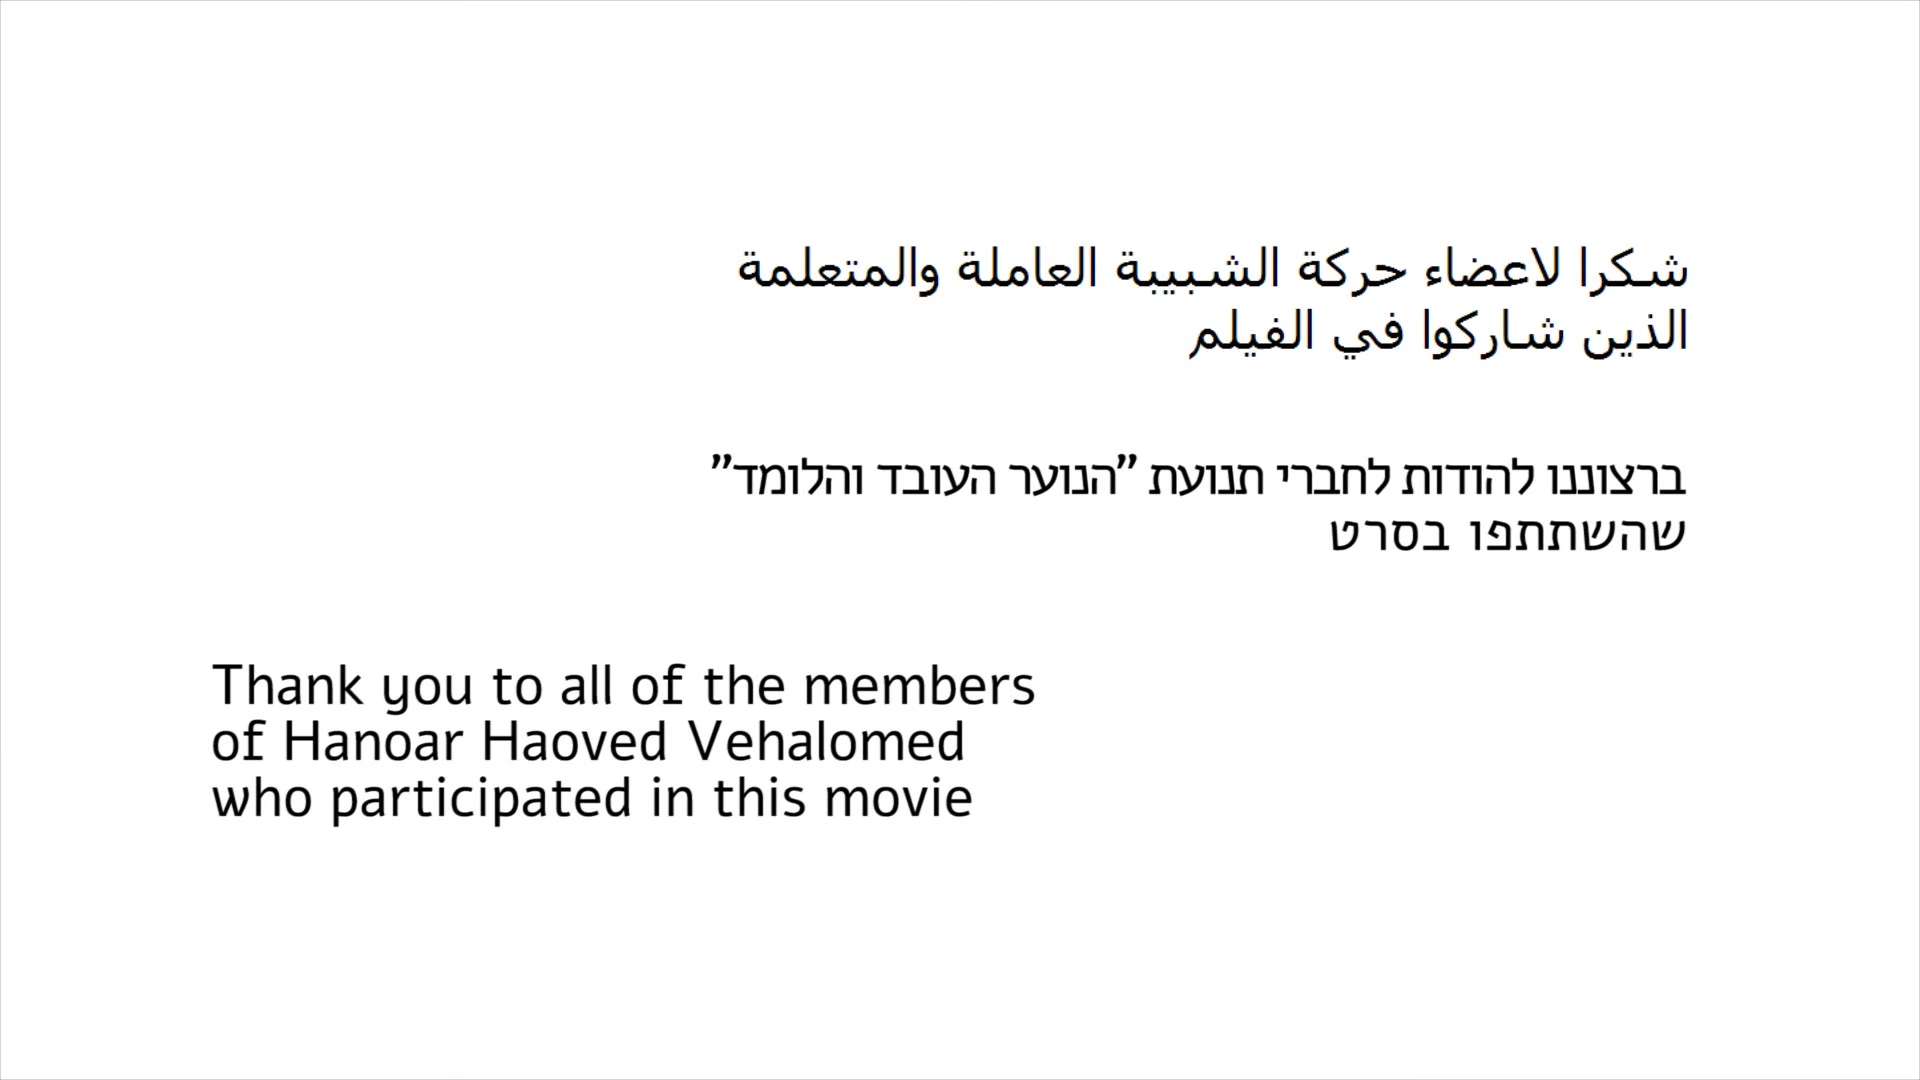 شكرا لاعضاء حركة الشبيبة العاملة والمتعلمة
الذين شاركوا في الفيلم
ברצוננו להודות לחברי תנועת ”הנוער העובד והלומד”
שהשתתפו בסרט
Thank you to all of the members
of Hanoar Haoved Vehalomed
who participated in this movie